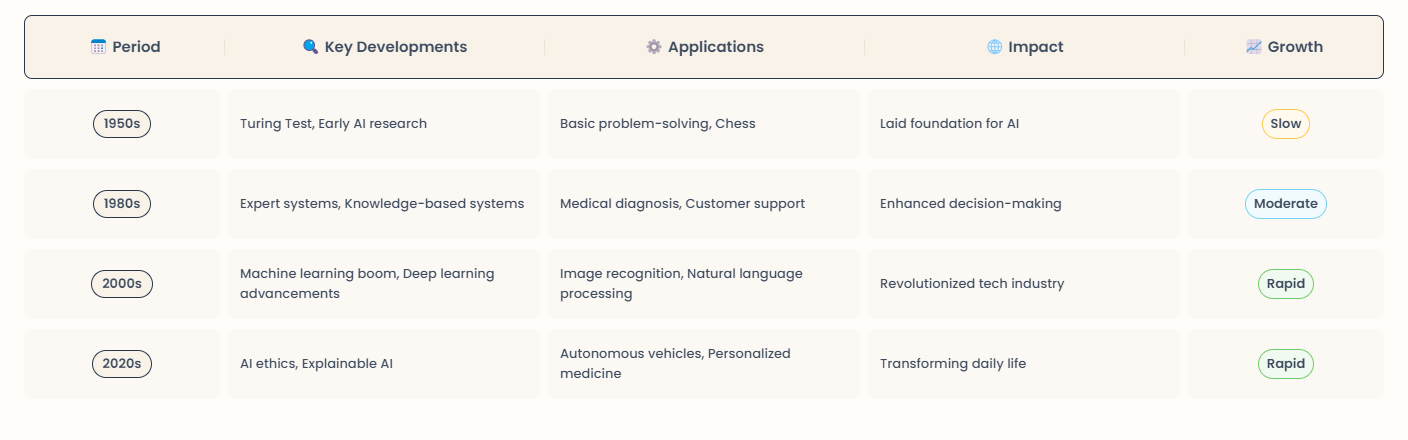 Period Key Developments Applications Impact Growth
1950s Turing Test, Early AI research Basic problem-solving, Chess Laid foundation for AI Slow
1980s Expert systems, Knowledge-based systems Medical diagnosis, Customer support Enhanced decision-making Moderate
2000s
Machine learning boom, Deep learning
advancements
Image recognition, Natural language
processing
Revolutionized tech industry
Rapid
2020s
AI ethics, Explainable AI
Autonomous vehicles, Personalized
medicine
Transforming daily life
Rapid